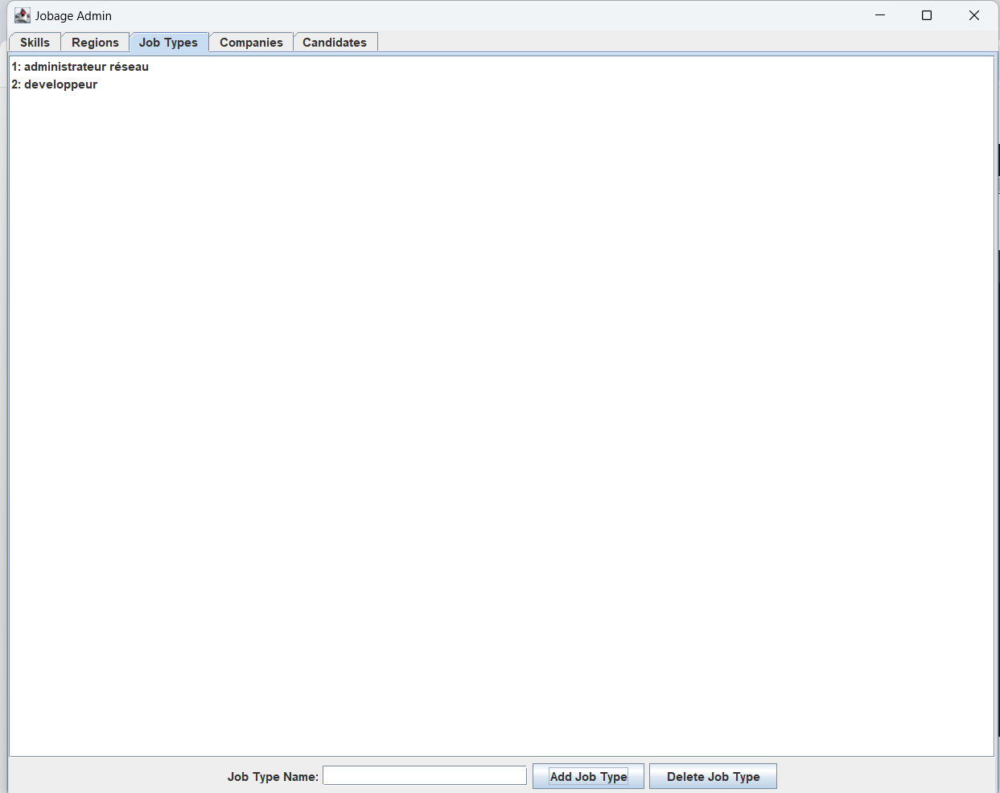 Jobage Admin
Skills Regions Job Types Companies Candidates
1: administrateur réseau
2: developpeur
Job Type Name: Add Job Type Delete Job Type